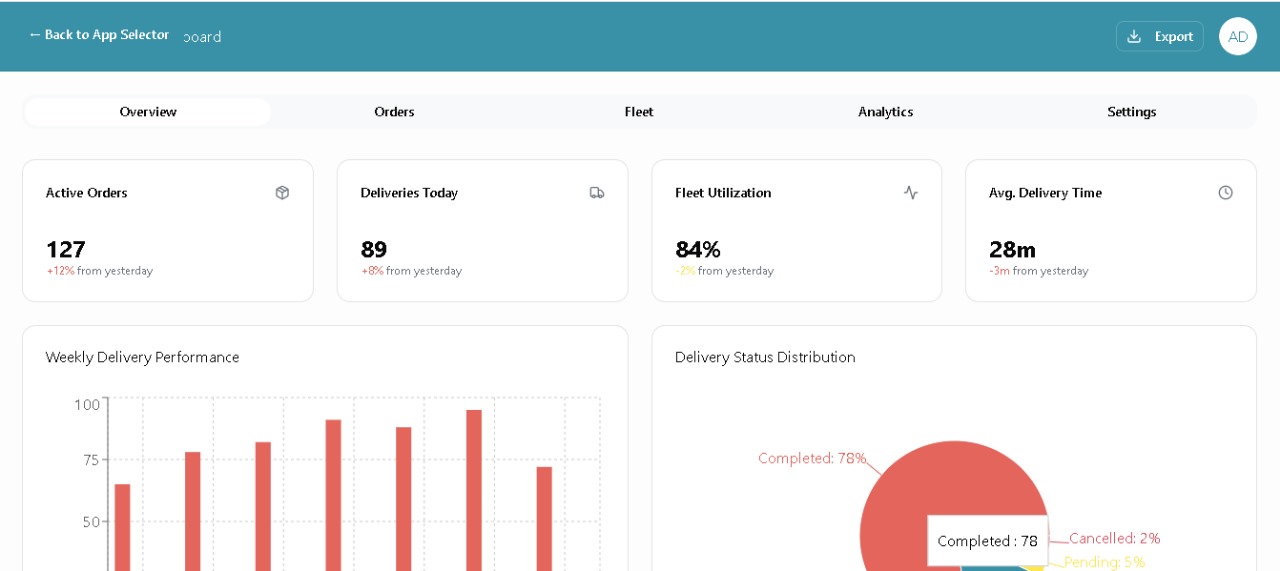 ← Back to App Selector board Export AD
Overview Orders Fleet Analytics Settings
Active Orders
127
+12% from yesterday
Deliveries Today
89
+8% from yesterday
Fleet Utilization
84%
-2% from yesterday
Avg. Delivery Time
28m
-3m from yesterday
Weekly Delivery Performance
100
75
50
Delivery Status Distribution
Completed: 78%
Completed : 78
Cancelled: 2%
Pending: 5%